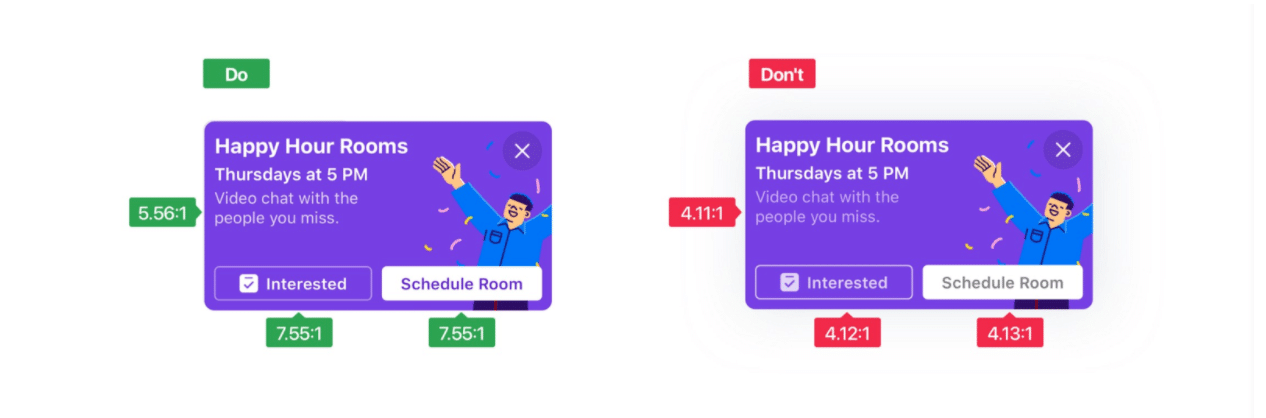 Do
Happy Hour Rooms
Thursdays at 5 PM
Video chat with the
people you miss.
5.56:1
Interested
Schedule Room
7.55:1
7.55:1
Don't
Happy Hour Rooms
Thursdays at 5 PM
Video chat with the
people you miss.
4.11:1
Interested
Schedule Room
4.12:1
4.13:1